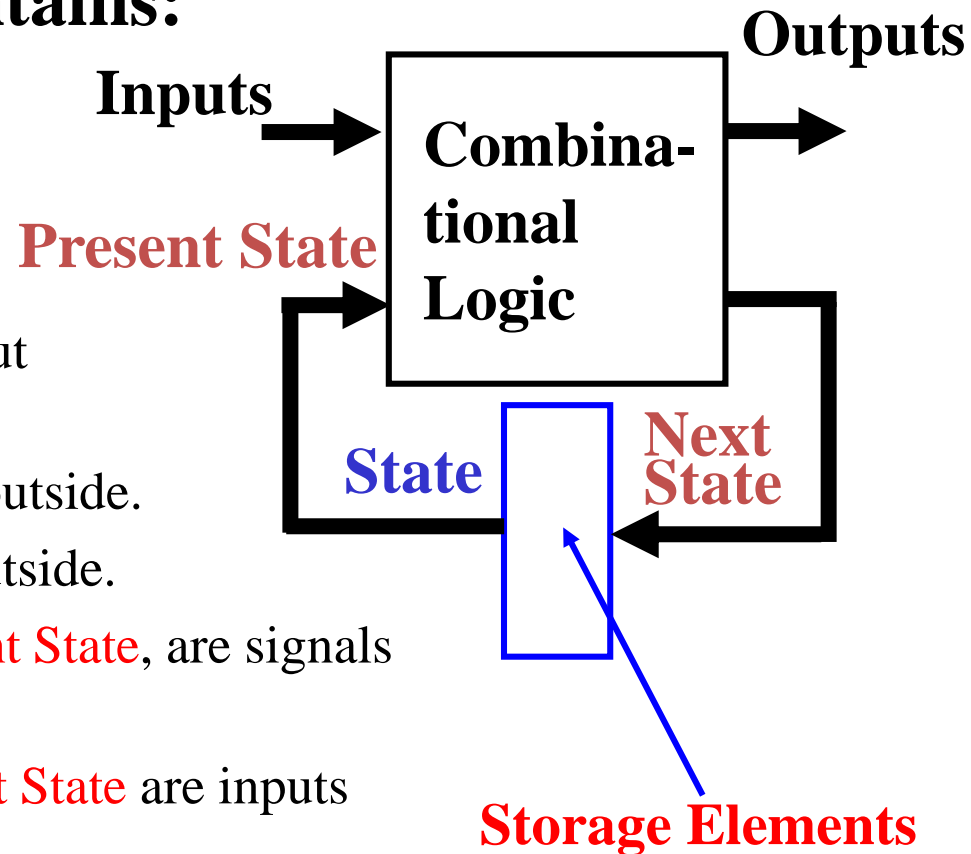 Outputs
Inputs
Combina-
tional
Logic
Present State
Next
State
State
outside.
nt State, are signals
t State are inputs
Storage Elements